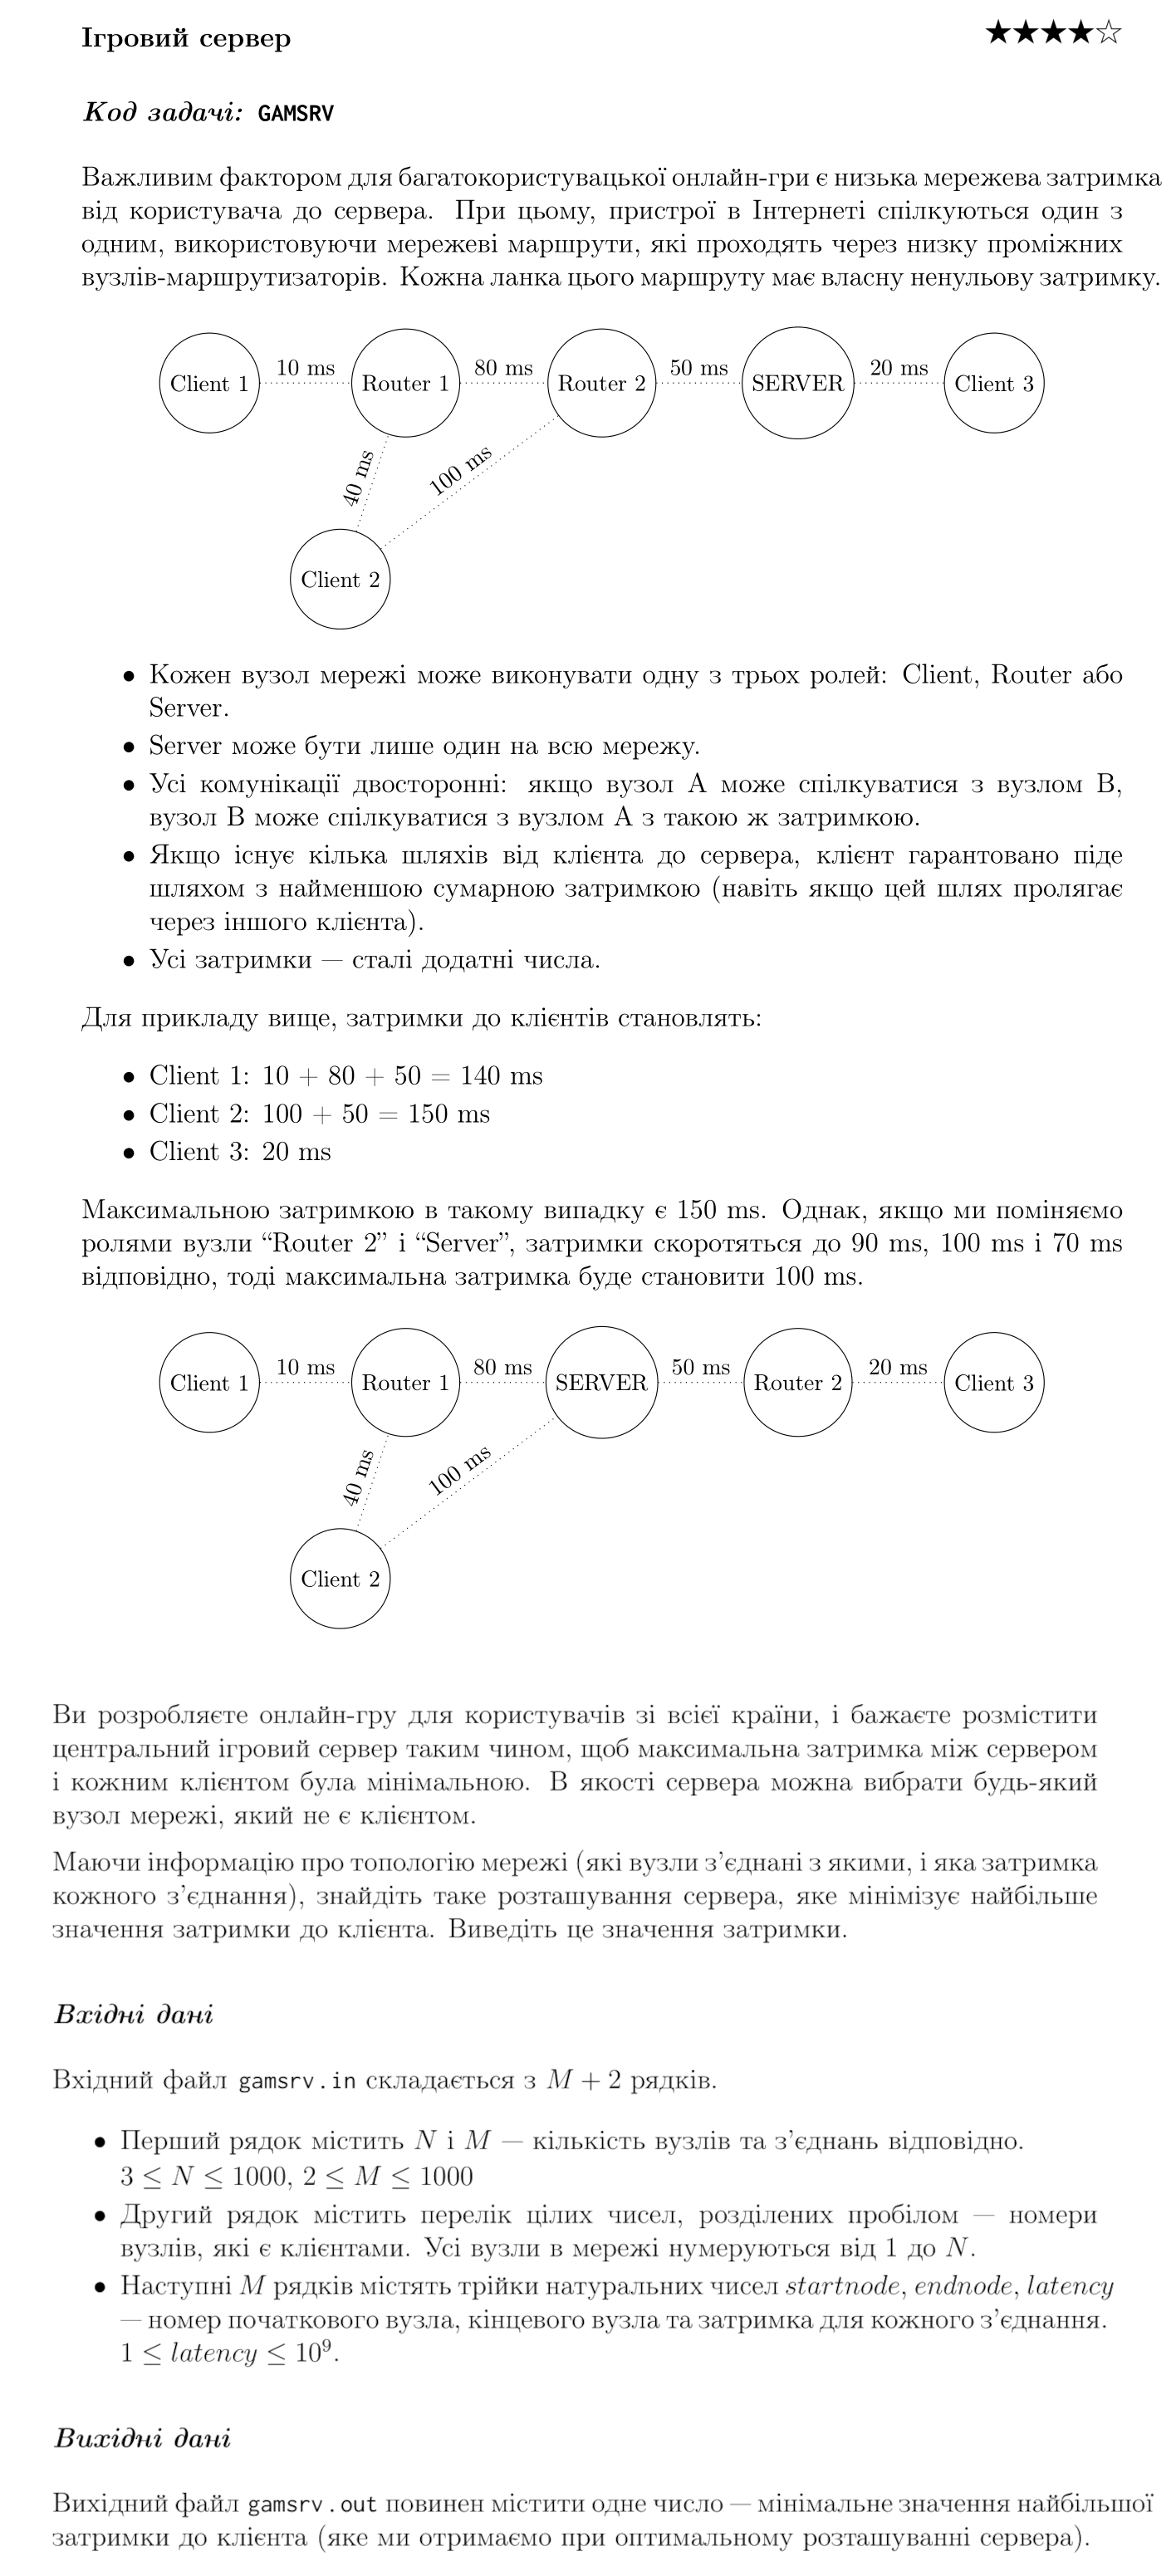 Ігровий сервер ★★★★☆
Код задачі: GAMSRV
Важливим фактором для багатокористувацької онлайн-гри є низька мережева затримка
від користувача до сервера. При цьому, пристрої в Інтернеті спілкуються один з
одним, використовуючи мережеві маршрути, які проходять через низку проміжних
вузлів-маршрутизаторів. Кожна ланка цього маршруту має власну ненульову затримку.
Client 1 10 ms Router 1 80 ms Router 2 50 ms SERVER 20 ms Client 3
40 ms 100 ms
Client 2
• Кожен вузол мережі може виконувати одну з трьох ролей: Client, Router або
Server.
• Server може бути лише один на всю мережу.
• Усі комунікації двосторонні: якщо вузол A може спілкуватися з вузлом B,
вузол B може спілкуватися з вузлом A з такою ж затримкою.
• Якщо існує кілька шляхів від клієнта до сервера, клієнт гарантовано піде
шляхом з найменшою сумарною затримкою (навіть якщо цей шлях пролягає
через іншого клієнта).
• Усі затримки — сталі додатні числа.
Для прикладу вище, затримки до клієнтів становлять:
• Client 1: 10 + 80 + 50 = 140 ms
• Client 2: 100 + 50 = 150 ms
• Client 3: 20 ms
Максимальною затримкою в такому випадку є 150 ms. Однак, якщо ми поміняємо
ролями вузли “Router 2” і “Server”, затримки скоротяться до 90 ms, 100 ms і 70 ms
відповідно, тоді максимальна затримка буде становити 100 ms.
Client 1 10 ms Router 1 80 ms SERVER 50 ms Router 2 20 ms Client 3
40 ms 100 ms
Client 2
Ви розробляєте онлайн-гру для користувачів зі всієї країни, і бажаєте розмістити
центральний ігровий сервер таким чином, щоб максимальна затримка між сервером
і кожним клієнтом була мінімальною. В якості сервера можна вибрати будь-який
вузол мережі, який не є клієнтом.
Маючи інформацію про топологію мережі (які вузли з’єднані з якими, і яка затримка
кожного з’єднання), знайдіть таке розташування сервера, яке мінімізує найбільше
значення затримки до клієнта. Виведіть це значення затримки.
Вхідні дані
Вхідний файл gamsrv.in складається з M + 2 рядків.
• Перший рядок містить N і M — кількість вузлів та з’єднань відповідно.
3 ≤ N ≤ 1000, 2 ≤ M ≤ 1000
• Другий рядок містить перелік цілих чисел, розділених пробілом — номери
вузлів, які є клієнтами. Усі вузли в мережі нумеруються від 1 до N.
• Наступні M рядків містять трійки натуральних чисел startnode, endnode, latency
— номер початкового вузла, кінцевого вузла та затримка для кожного з’єднання.
1 ≤ latency ≤ 10⁹.
Вихідні дані
Вихідний файл gamsrv.out повинен містити одне число — мінімальне значення найбільшої
затримки до клієнта (яке ми отримаємо при оптимальному розташуванні сервера).